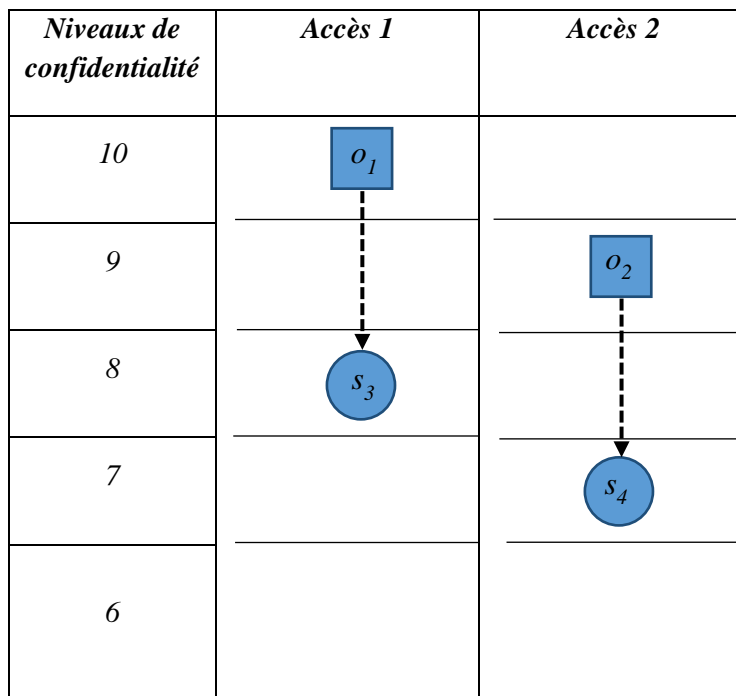 Niveaux de
confidentialité
Accès 1
Accès 2
10
o1
9
o2
8
s3
7
s4
6